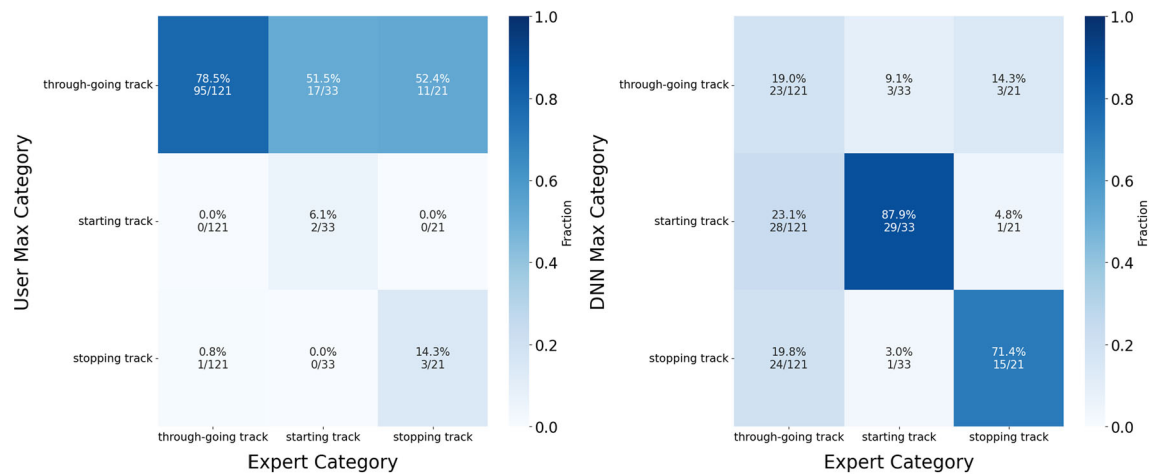 User Max Category
through-going track
starting track
stopping track
78.5%
95/121
51.5%
17/33
52.4%
11/21
0.0%
0/121
6.1%
2/33
0.0%
0/21
0.8%
1/121
0.0%
0/33
14.3%
3/21
through-going track
starting track
stopping track
Expert Category
1.0
0.8
0.6
0.4
0.2
0.0
Fraction
DNN Max Category
through-going track
starting track
stopping track
19.0%
23/121
9.1%
3/33
14.3%
3/21
23.1%
28/121
87.9%
29/33
4.8%
1/21
19.8%
24/121
3.0%
1/33
71.4%
15/21
through-going track
starting track
stopping track
Expert Category
1.0
0.8
0.6
0.4
0.2
0.0
Fraction